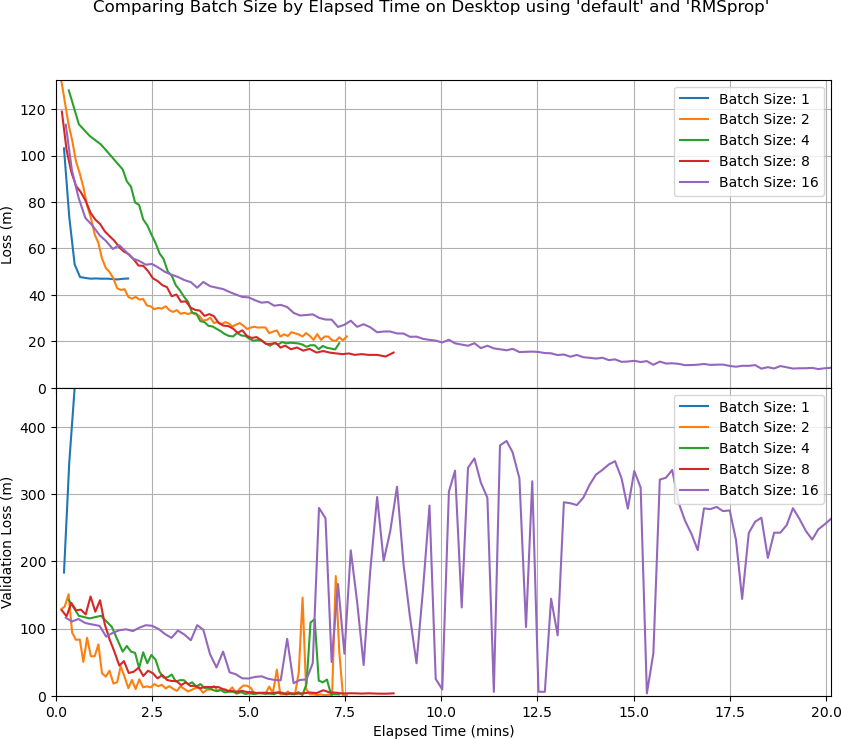 Comparing Batch Size by Elapsed Time on Desktop using 'default' and 'RMSprop'
120
100
80
60
40
20
0
Loss (m)
Batch Size: 1
Batch Size: 2
Batch Size: 4
Batch Size: 8
Batch Size: 16
400
300
200
100
0
Validation Loss (m)
Batch Size: 1
Batch Size: 2
Batch Size: 4
Batch Size: 8
Batch Size: 16
0.0 2.5 5.0 7.5 10.0 12.5 15.0 17.5 20.0
Elapsed Time (mins)